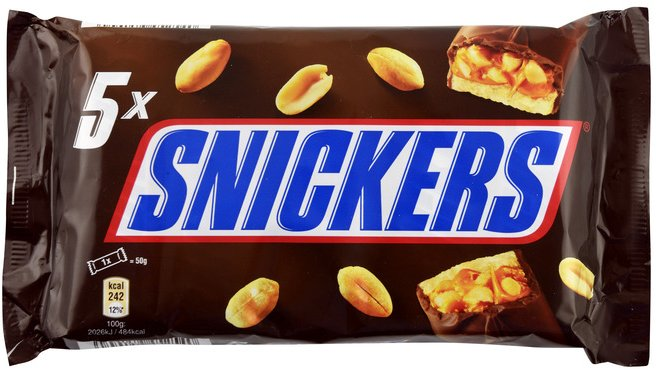 5x
SNICKERS®
1x = 50g
kcal
242
12%*
100g:
2026kJ / 484kcal